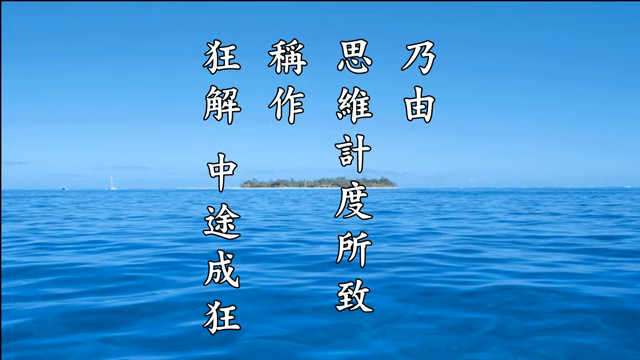 乃由
思維計度所致
稱作
狂解 中途成狂